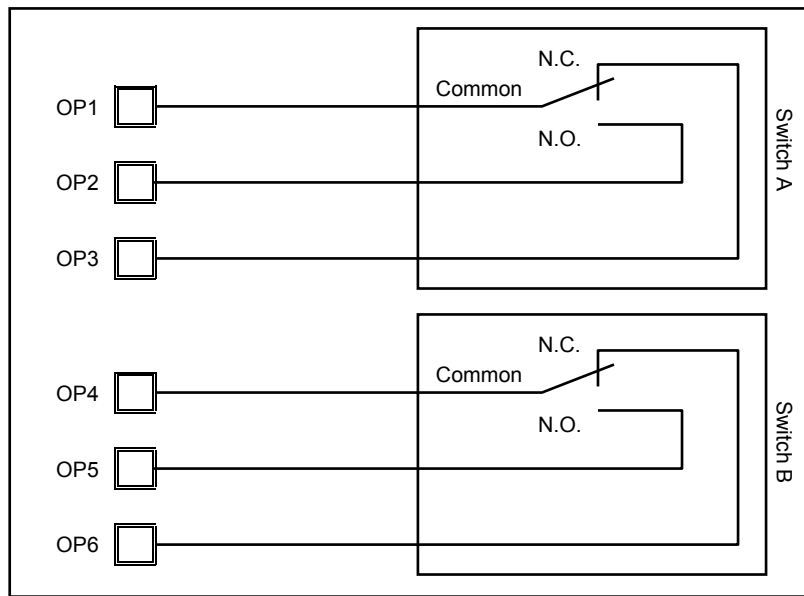 N.C.
Common
OP1
N.O.
OP2
OP3
Switch A
N.C.
Common
OP4
N.O.
OP5
OP6
Switch B